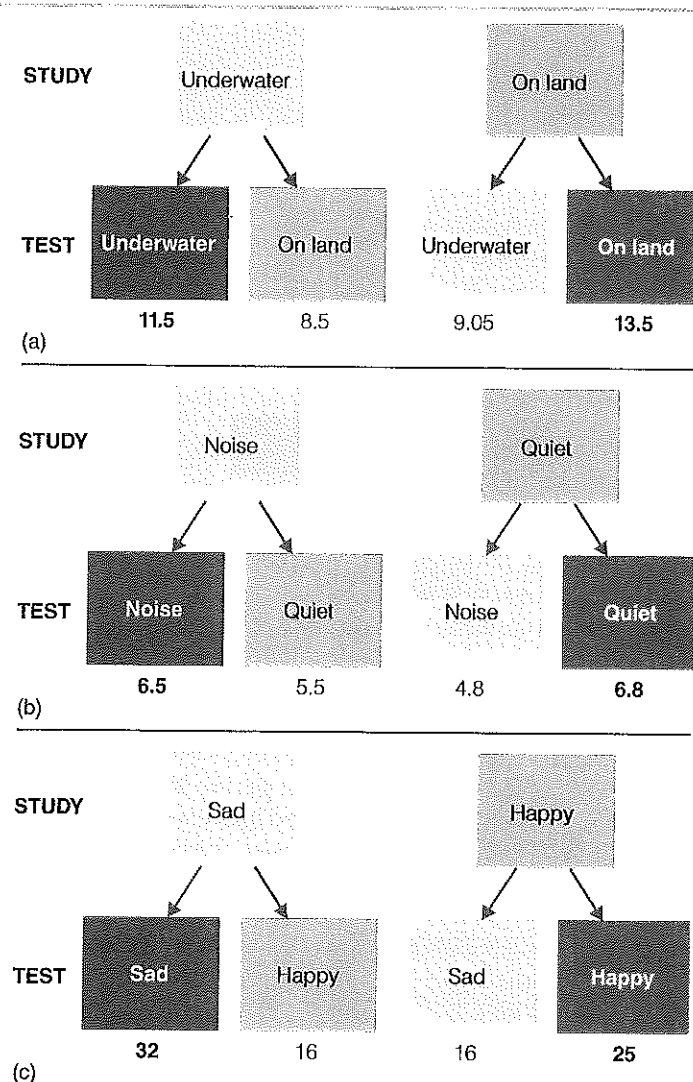 STUDY Underwater On land
TEST Underwater On land Underwater On land
11.5 8.5 9.05 13.5
(a)
STUDY Noise Quiet
TEST Noise Quiet Noise Quiet
6.5 5.5 4.8 6.8
(b)
STUDY Sad Happy
TEST Sad Happy Sad Happy
32 16 16 25
(c)